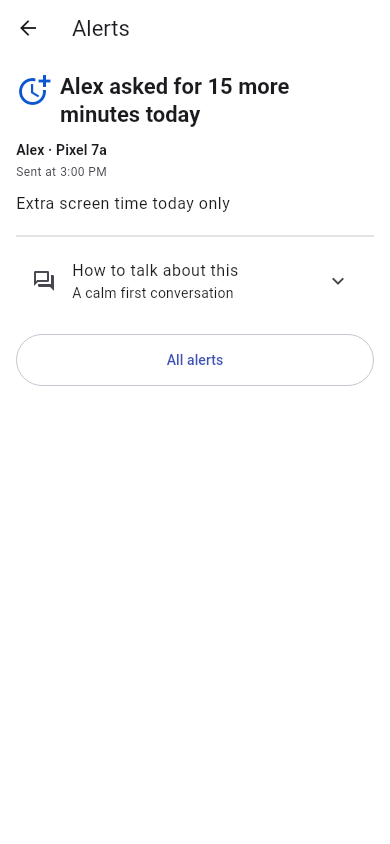 Alerts
Alex asked for 15 more
minutes today
Alex · Pixel 7a
Sent at 3:00 PM
Extra screen time today only
How to talk about this
A calm first conversation
All alerts